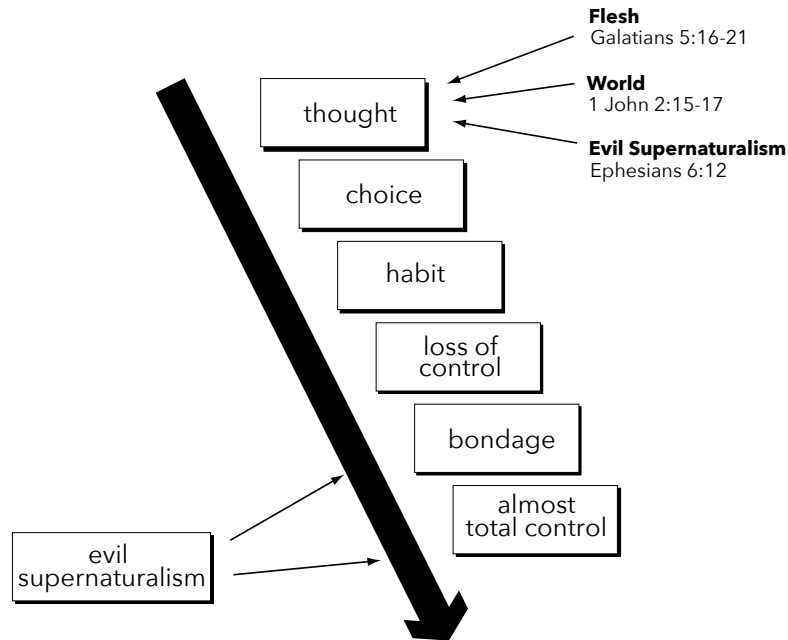 Flesh
Galatians 5:16-21
thought
World
1 John 2:15-17
Evil Supernaturalism
Ephesians 6:12
choice
habit
loss of
control
bondage
almost
total control
evil
supernaturalism